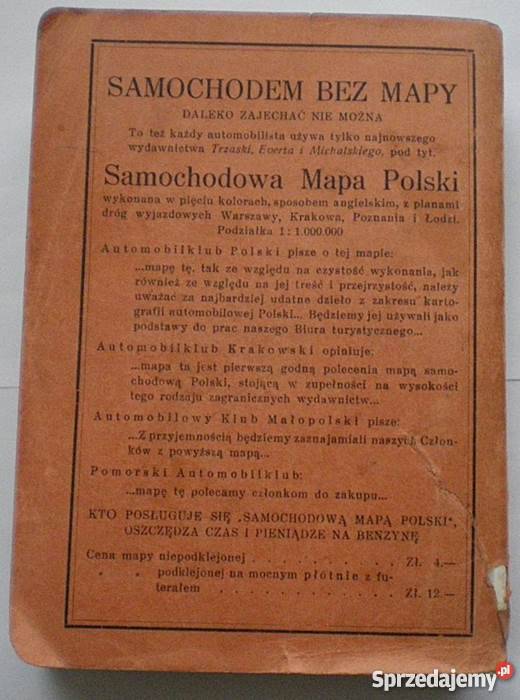 SAMOCHODEM BEZ MAPY
DALEKO ZAJECHAĆ NIE MOŻNA
To też każdy automobilista używa tylko najnowszego
wydawnictwa Trzaski, Everta i Michalskiego, pod tyt.
Samochodowa Mapa Polski
wykonana w pięciu kolorach, sposobem angielskim, z planami
dróg wyjazdowych Warszawy, Krakowa, Poznania i Łodzi.
Podziałka 1 : 1.000.000
Automobilklub Polski pisze o tej mapie:
...mapę tę, tak ze względu na czystość wykonania, jak
również ze względu na jej treść i przejrzystość, należy
uważać za najbardziej udatne dzieło z zakresu karto-
grafii automobilowej Polski... Będziemy jej używali jako
podstawy do prac naszego Biura turystycznego...
Automobilklub Krakowski opiniuje:
...mapa ta jest pierwszą godną polecenia mapą samo-
chodową Polski, stojącą w zupełności na wysokości
tego rodzaju zagranicznych wydawnictw...
Automobilowy Klub Małopolski pisze:
...Z przyjemnością będziemy zaznajamiali naszych Człon-
ków z powyższą mapą...
Pomorski Automobilklub:
...mapę tę polecamy członkom do zakupu...
KTO POSŁUGUJE SIĘ „SAMOCHODOWĄ MAPĄ POLSKI",
OSZCZĘDZA CZAS I PIENIĄDZE NA BENZYNĘ
Cena mapy niepodklejonej . . . . . . . . . . . Zł. 4.—
„ „ podklejonej na mocnym płótnie z fu-
terałem . . . . . . . . . . . . Zł. 12.—
Sprzedajemy.pl